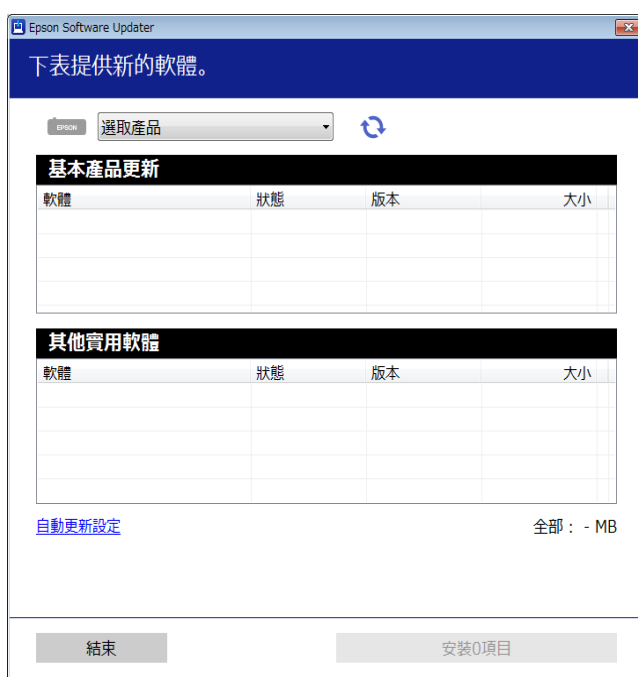 Epson Software Updater
下表提供新的軟體。
EPSON 選取產品
基本產品更新
軟體 狀態 版本 大小
其他實用軟體
軟體 狀態 版本 大小
自動更新設定 全部： - MB
結束 安裝0項目